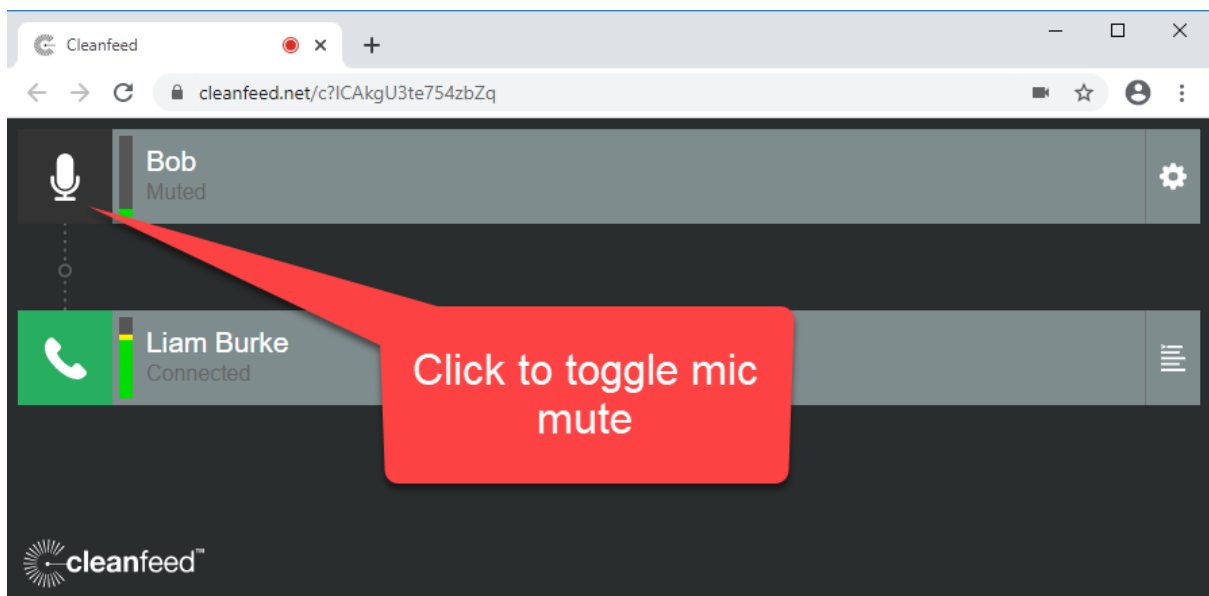 Cleanfeed
cleanfeed.net/c?ICAkgU3te754zbZq
Bob
Muted
Liam Burke
Connected
Click to toggle mic
mute
cleanfeed™